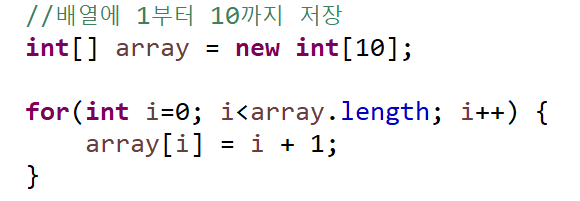 //배열에 1부터 10까지 저장
int[] array = new int[10];
for(int i=0; i<array.length; i++) {
    array[i] = i + 1;
}